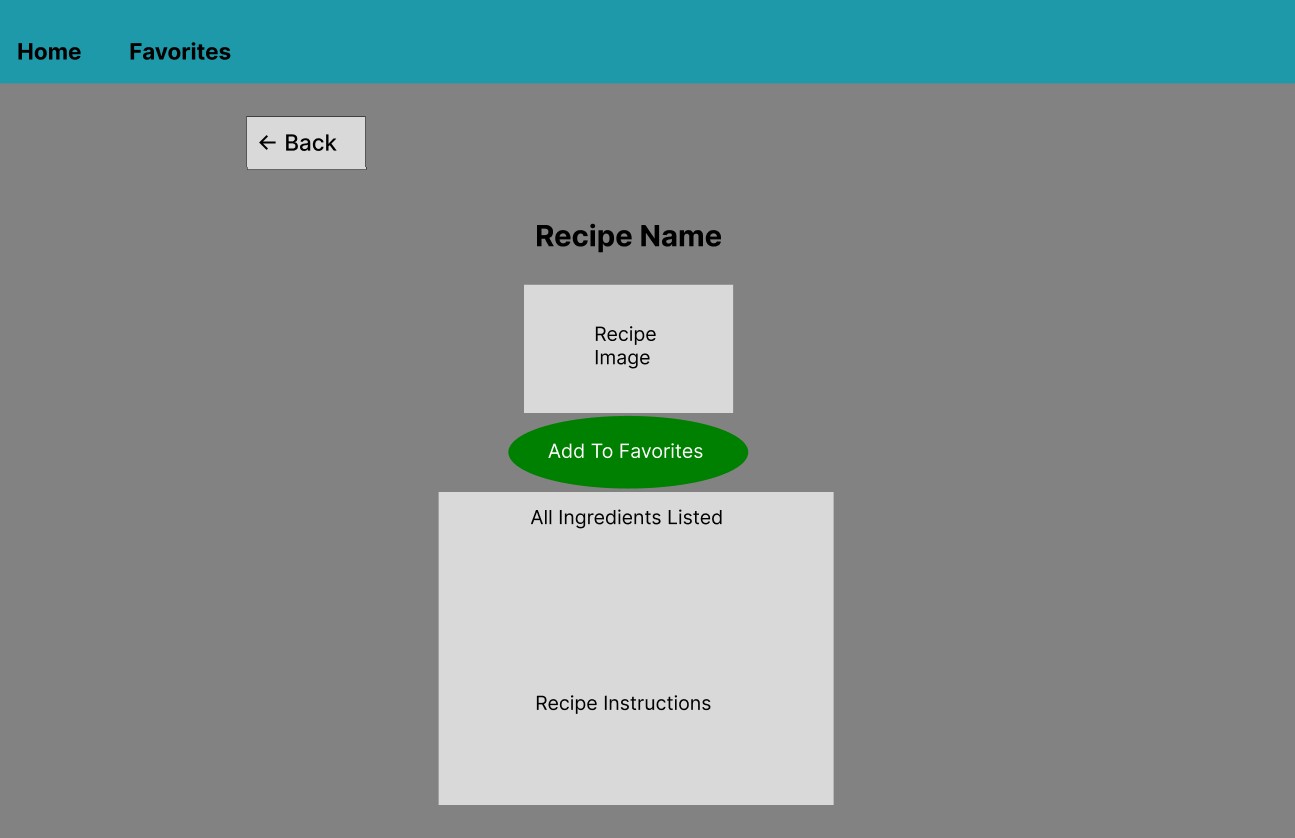 Home Favorites
← Back
Recipe Name
Recipe
Image
Add To Favorites
All Ingredients Listed
Recipe Instructions